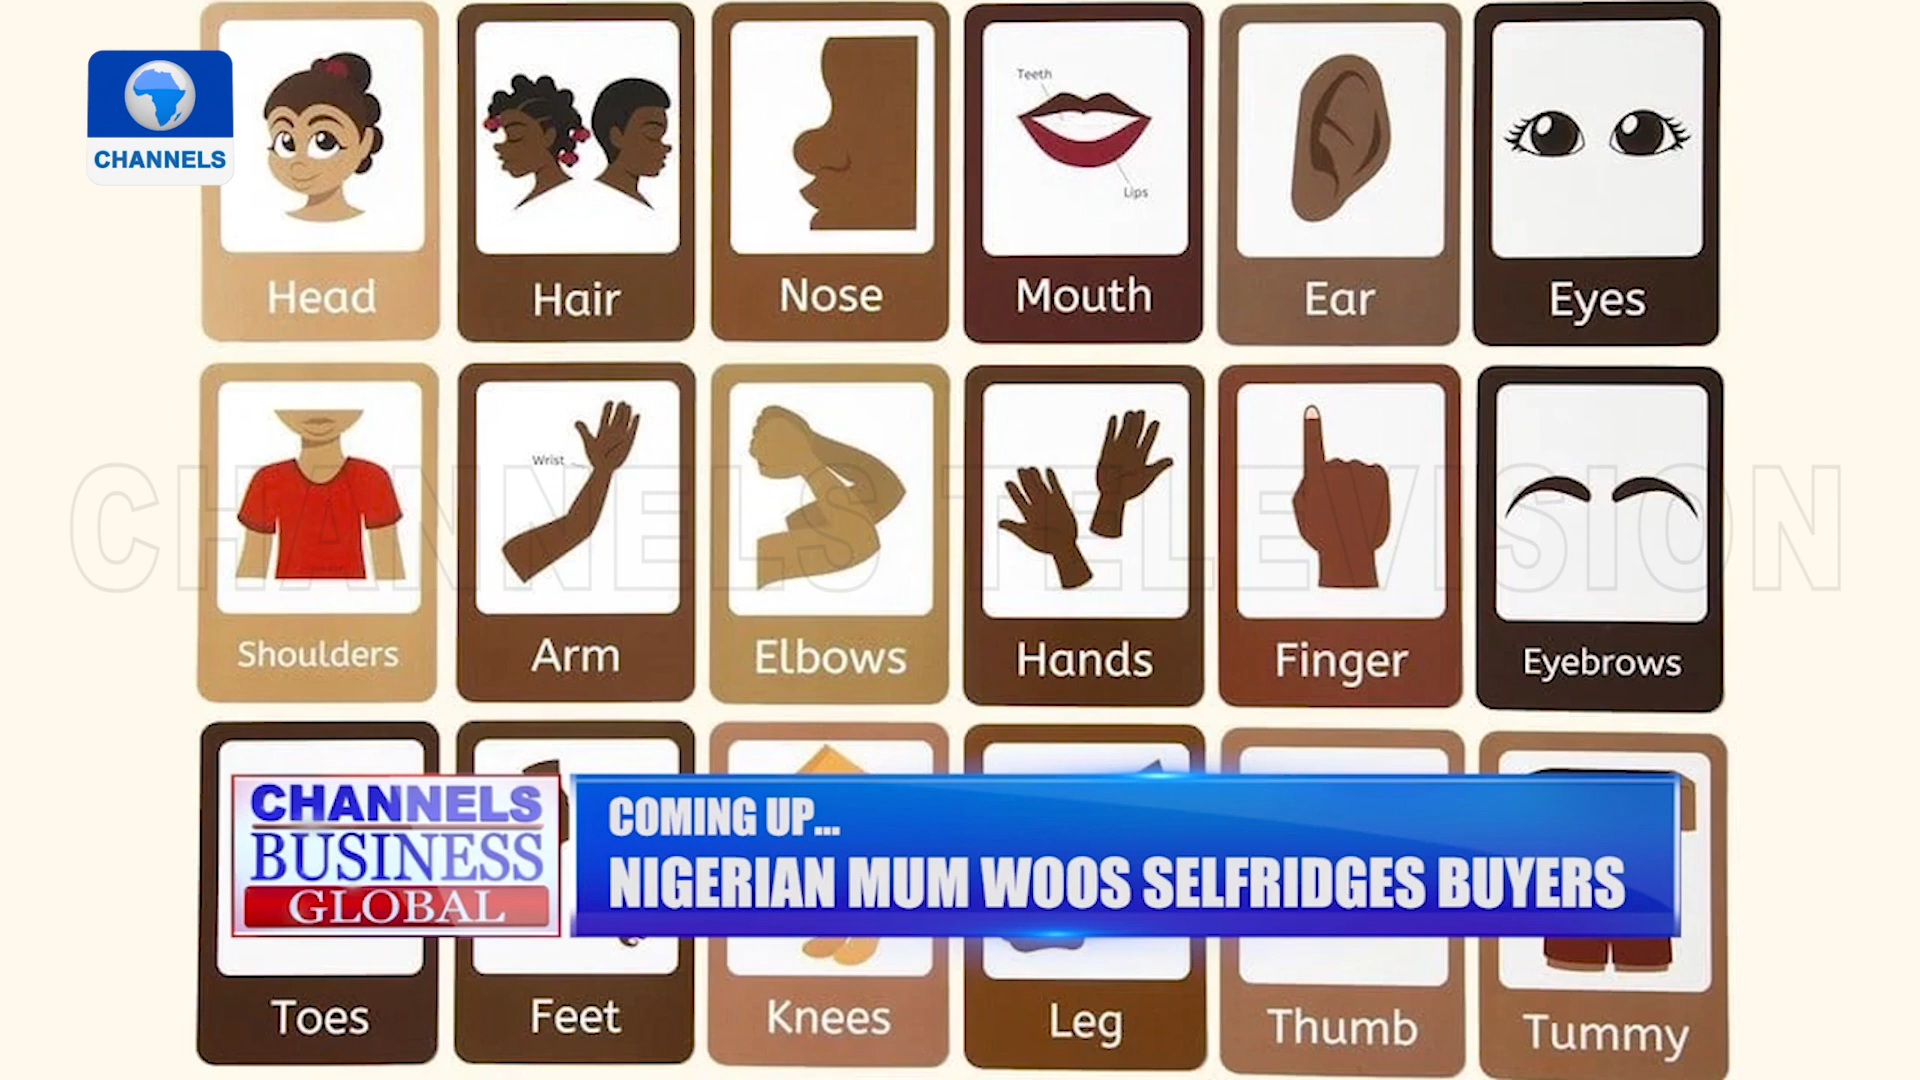 CHANNELS
Teeth
Lips
Head
Hair
Nose
Mouth
Ear
Eyes
Wrist
CHANNELS TELEVISION
Shoulders
Arm
Elbows
Hands
Finger
Eyebrows
CHANNELS
BUSINESS
GLOBAL
COMING UP...
NIGERIAN MUM WOOS SELFRIDGES BUYERS
Toes
Feet
Knees
Leg
Thumb
Tummy